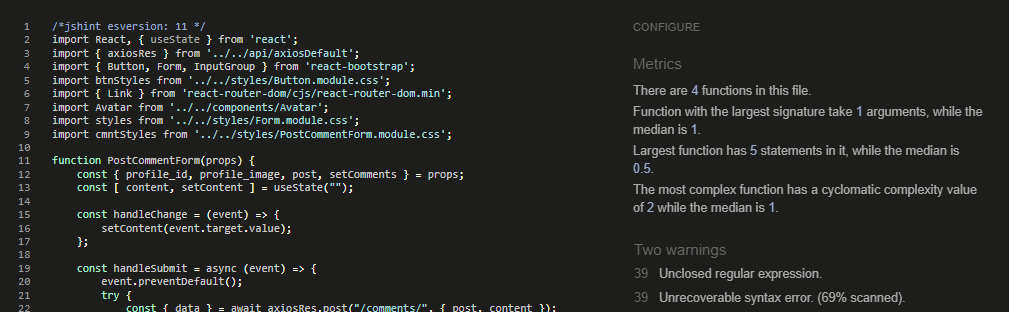 1 /*jshint esversion: 11 */
2 import React, { useState } from 'react';
3 import { axiosRes } from '../../api/axiosDefault';
4 import { Button, Form, InputGroup } from 'react-bootstrap';
5 import btnStyles from '../../styles/Button.module.css';
6 import { Link } from 'react-router-dom/cjs/react-router-dom.min';
7 import Avatar from '../../components/Avatar';
8 import styles from '../../styles/Form.module.css';
9 import cmntStyles from '../../styles/PostCommentForm.module.css';
10
11 function PostCommentForm(props) {
12 const { profile_id, profile_image, post, setComments } = props;
13 const [ content, setContent ] = useState("");
14
15 const handleChange = (event) => {
16 setContent(event.target.value);
17 };
18
19 const handleSubmit = async (event) => {
20 event.preventDefault();
21 try {
22 const { data } = await axiosRes.post("/comments/", { post, content });
CONFIGURE
Metrics
There are 4 functions in this file.
Function with the largest signature take 1 arguments, while the
median is 1.
Largest function has 5 statements in it, while the median is
0.5.
The most complex function has a cyclomatic complexity value
of 2 while the median is 1.
Two warnings
39 Unclosed regular expression.
39 Unrecoverable syntax error. (69% scanned).